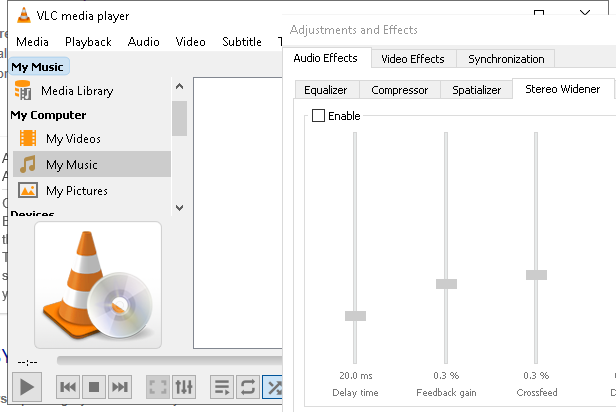 VLC media player
Media Playback Audio Video Subtitle T
My Music
Media Library
My Computer
My Videos
My Music
My Pictures
Devices
--:--
Adjustments and Effects
Audio Effects Video Effects Synchronization
Equalizer Compressor Spatializer Stereo Widener
Enable
20.0 ms 0.3 % 0.3 %
Delay time Feedback gain Crossfeed D